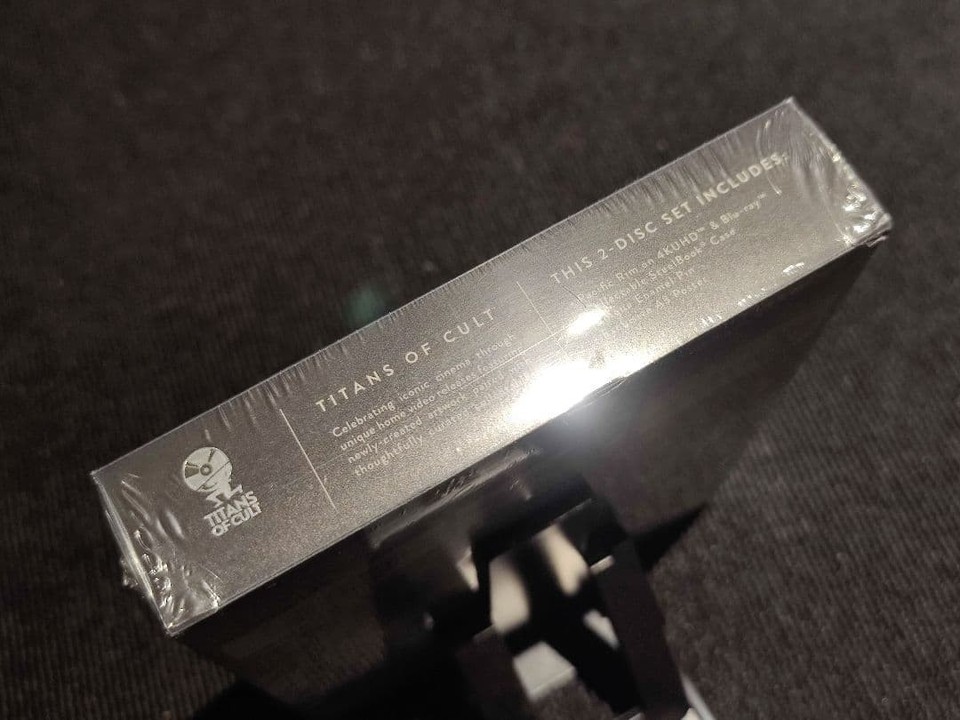 TITANS
OF CULT
TITANS OF CULT
Celebrating iconic cinema through
unique home video releases
newly-created artwork
thoughtfully
THIS 2-DISC SET INCLUDES
Rim on 4KUHD™ & Blu-ray™
SteelBook® Case
Enamel Pin
A3 Poster